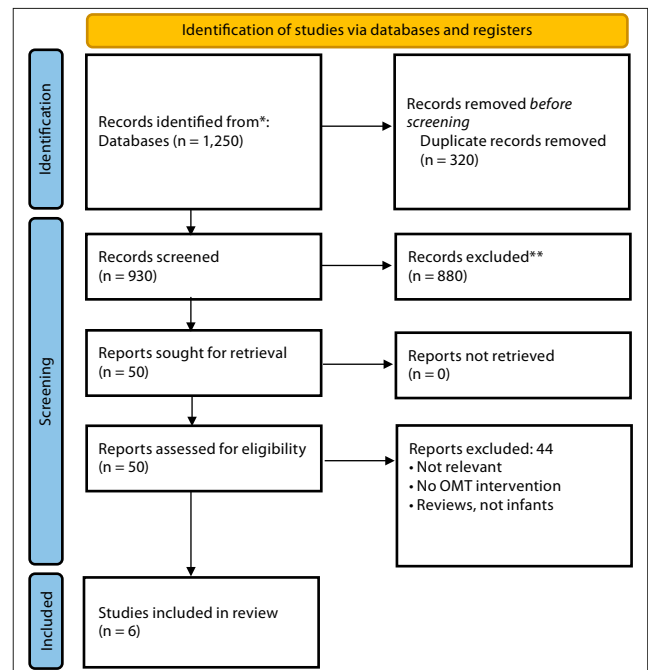 Identification of studies via databases and registers
Identification
Records identified from*:
Databases (n = 1,250)
Records removed before
screening
Duplicate records removed
(n = 320)
Screening
Records screened
(n = 930)
Records excluded**
(n = 880)
Reports sought for retrieval
(n = 50)
Reports not retrieved
(n = 0)
Reports assessed for eligibility
(n = 50)
Reports excluded: 44
• Not relevant
• No OMT intervention
• Reviews, not infants
Included
Studies included in review
(n = 6)